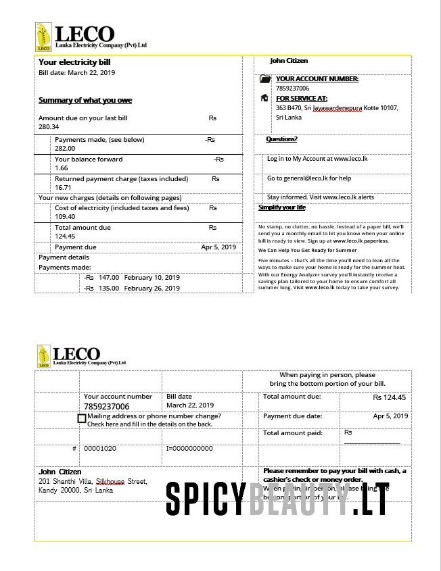 LECO
Lanka Electricity Company (Pvt) Ltd
Your electricity bill
Bill date: March 22, 2019
Summary of what you owe
Amount due on your last bill Rs
280.34
Payments made, (see below) -Rs
282.00
Your balance forward -Rs
1.66
Returned payment charge (taxes included) Rs
16.71
Your new charges (details on following pages)
Cost of electricity (included taxes and fees) Rs
109.40
Total amount due Rs
124.45
Payment due Apr 5, 2019
Payment details
Payments made:
-Rs 147.00 February 10, 2019
-Rs 135.00 February 26, 2019
John Citizen
YOUR ACCOUNT NUMBER:
7859237006
FOR SERVICE AT:
363 B470, Sri Jayawardenepura Kotte 10107,
Sri Lanka
Questions?
Log in to My Account at www.leco.lk
Go to general@leco.lk for help
Stay informed. Visit www.leco.lk alerts
Simplify your life
No stamp, no clutter, no hassle. Instead of a paper bill, we'll
send you a monthly email to let you know when your online
bill is ready to view. Sign up at www.leco.lk paperless.
We Can Help You Get Ready for Summer
Five minutes - that's all the time you'll need to lean all the
ways to make sure your home is ready for the summer heat.
With our Energy Analyzer survey you'll instantly receive a
savings plan tailored to your home to ensure comfort all
summer long. Visit www.leco.lk today to take your survey.
LECO
Lanka Electricity Company (Pvt) Ltd
When paying in person, please
bring the bottom portion of your bill.
Your account number Bill date
7859237006 March 22, 2019
Mailing address or phone number change?
Check here and fill in the details on the back.
# 00001020 I=0000000000
Total amount due: Rs 124.45
Payment due date: Apr 5, 2019
Total amount paid: Rs
John Citizen
201 Shanthi Villa, Silkhouse Street,
Kandy 20000, Sri Lanka
Please remember to pay your bill with cash, a
cashier's check or money order.
When paying in person, please bring the
bottom portion of your bill.
SPICYBEAUTY.LT